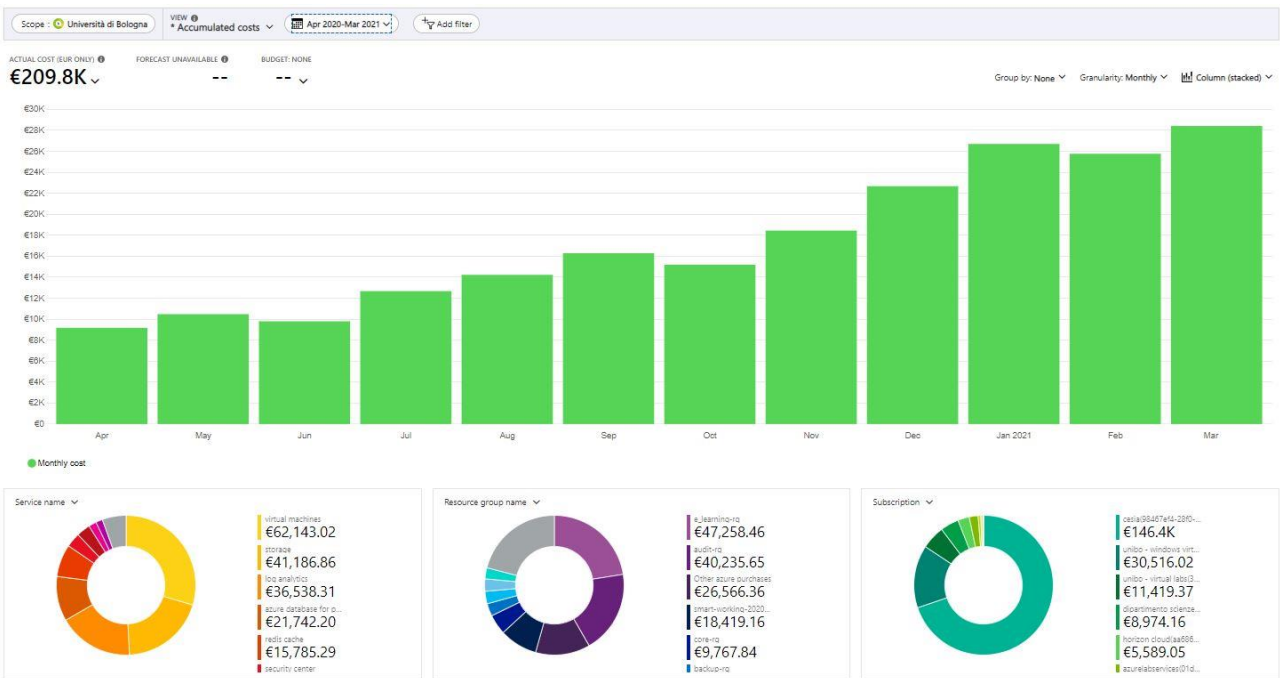 Scope : Università di Bologna
VIEW
* Accumulated costs
Apr 2020-Mar 2021
Add filter
ACTUAL COST (EUR ONLY)
€209.8K
FORECAST UNAVAILABLE
--
BUDGET: NONE
--
Group by: None
Granularity: Monthly
Column (stacked)
€30K
€28K
€26K
€24K
€22K
€20K
€18K
€16K
€14K
€12K
€10K
€8K
€6K
€4K
€2K
€0
Apr May Jun Jul Aug Sep Oct Nov Dec Jan 2021 Feb Mar
Monthly cost
Service name
virtual machines
€62,143.02
storage
€41,186.86
log analytics
€36,538.31
azure database for p...
€21,742.20
redis cache
€15,785.29
security center
Resource group name
e_learning-rg
€47,258.46
audit-rg
€40,235.65
Other azure purchases
€26,566.36
smart-working-2020...
€18,419.16
core-rg
€9,767.84
backup-rg
Subscription
cesia(98467ef4-28f0-...
€146.4K
unibo - windows virt...
€30,516.02
unibo - virtual labs(3...
€11,419.37
dipartimento scienze...
€8,974.16
horizon cloud(aa686...
€5,589.05
azurelabservices(01d...